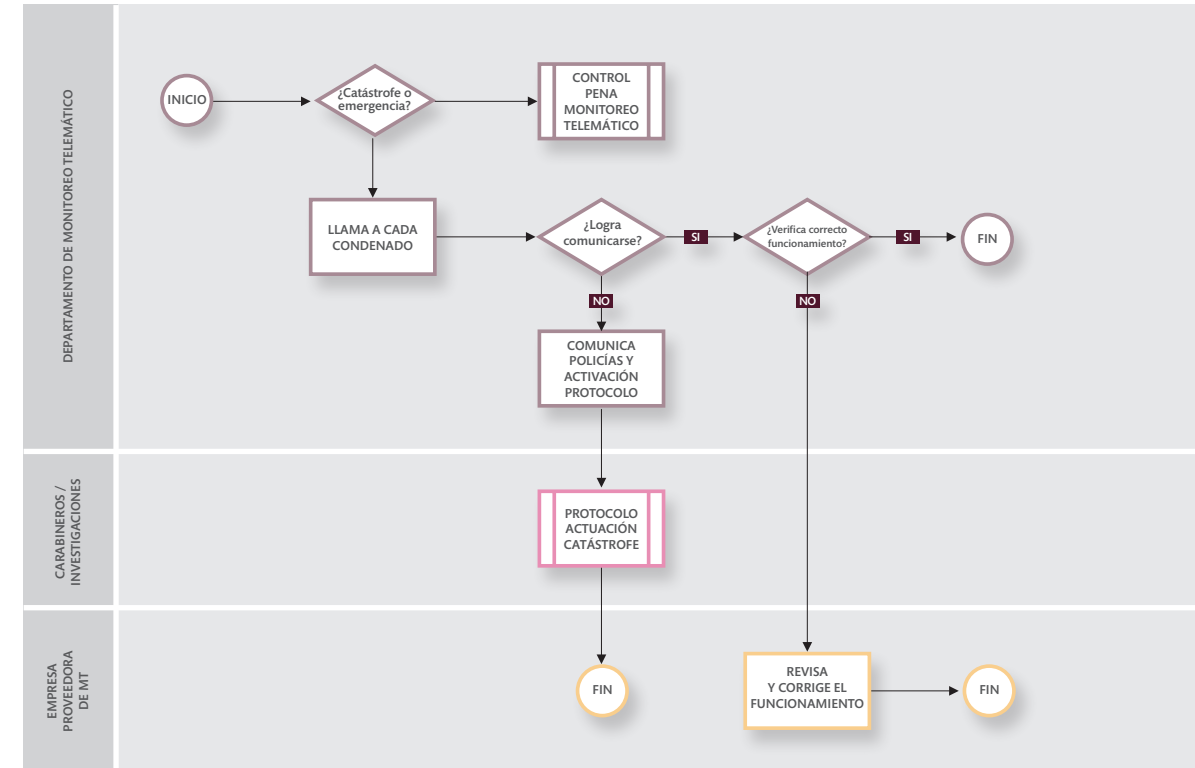 DEPARTAMENTO DE MONITOREO TELEMÁTICO
INICIO
¿Catástrofe o
emergencia?
CONTROL
PENA
MONITOREO
TELEMÁTICO
LLAMA A CADA
CONDENADO
¿Logra
comunicarse?
SI
¿Verifica correcto
funcionamiento?
SI
FIN
NO
NO
COMUNICA
POLICÍAS Y
ACTIVACIÓN
PROTOCOLO
CARABINEROS /
INVESTIGACIONES
PROTOCOLO
ACTUACIÓN
CATÁSTROFE
EMPRESA
PROVEEDORA
DE MT
FIN
REVISA
Y CORRIGE EL
FUNCIONAMIENTO
FIN